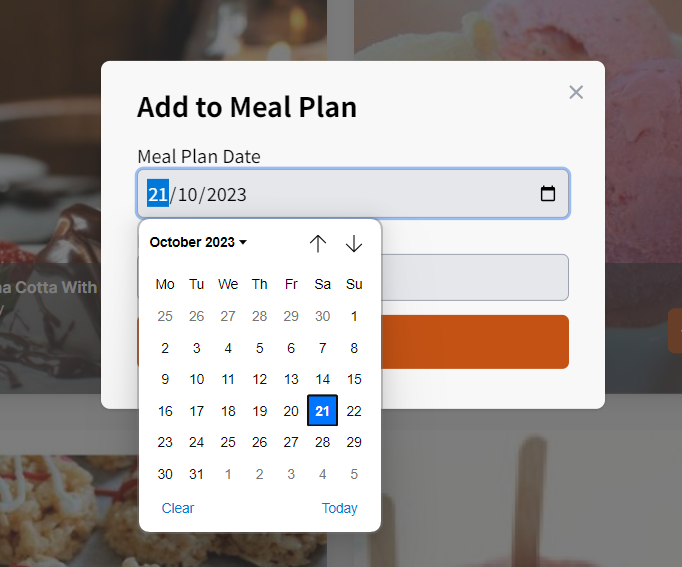 Add to Meal Plan
Meal Plan Date
21/10/2023
October 2023
Mo Tu We Th Fr Sa Su
25 26 27 28 29 30 1
2 3 4 5 6 7 8
9 10 11 12 13 14 15
16 17 18 19 20 21 22
23 24 25 26 27 28 29
30 31 1 2 3 4 5
Clear Today
Cotta With